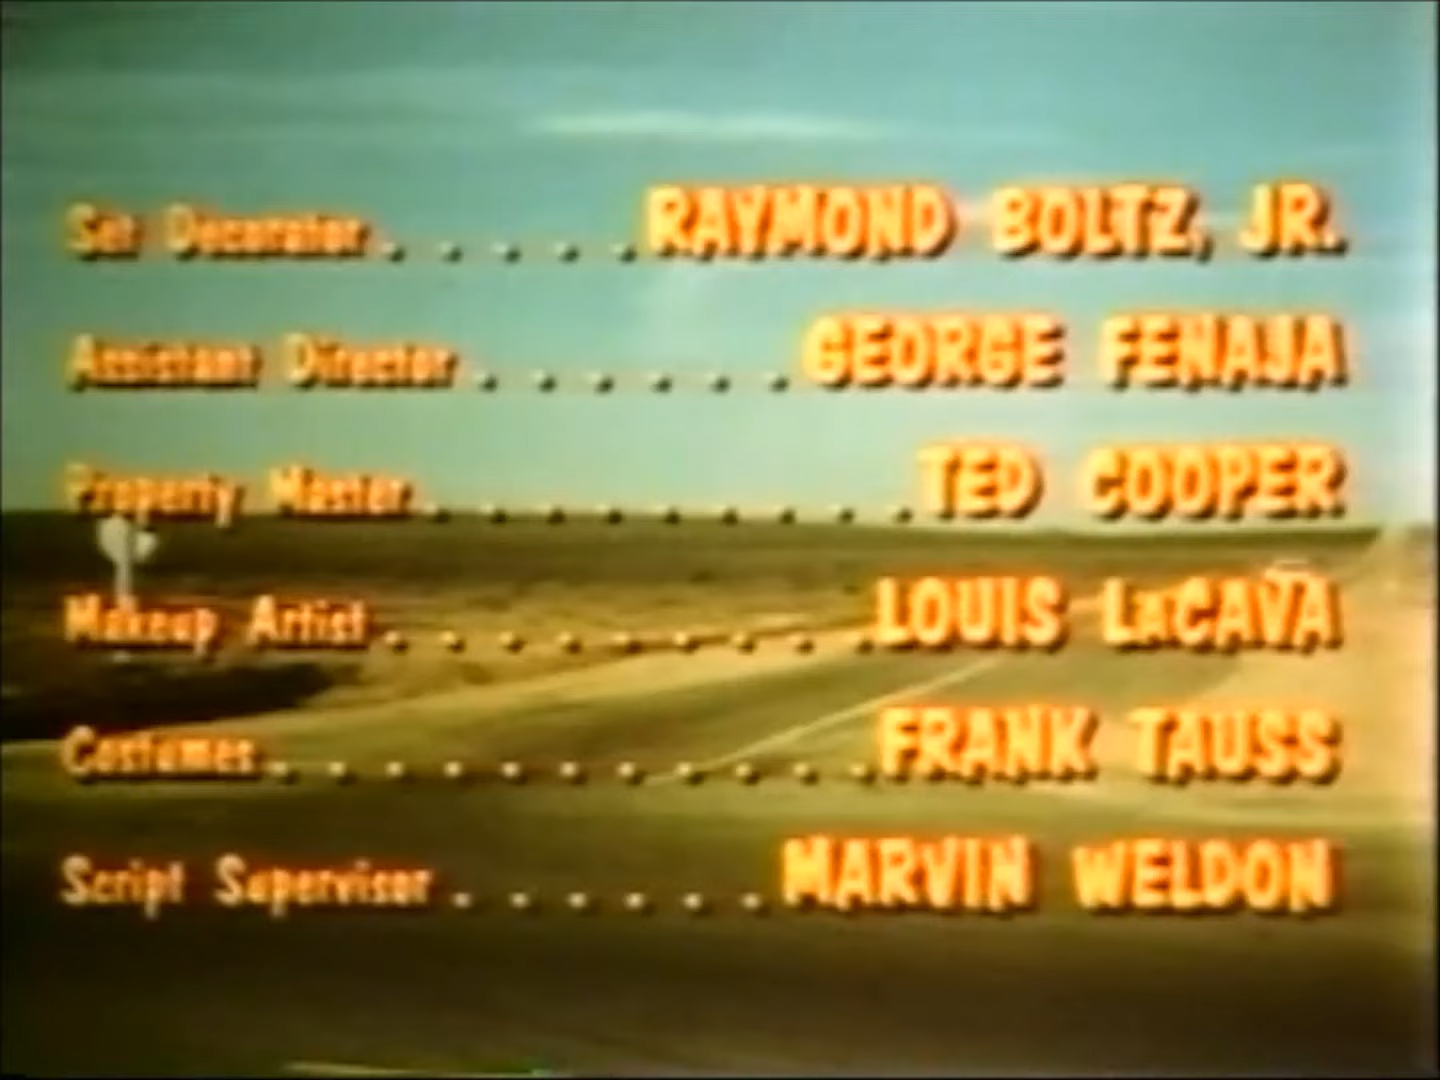 Set Decorator.....RAYMOND BOLTZ, JR.
Assistant Director......GEORGE FENAJA
Property Master.........TED COOPER
Makeup Artist.........LOUIS LaCAVA
Costumes...........FRANK TAUSS
Script Supervisor......MARVIN WELDON